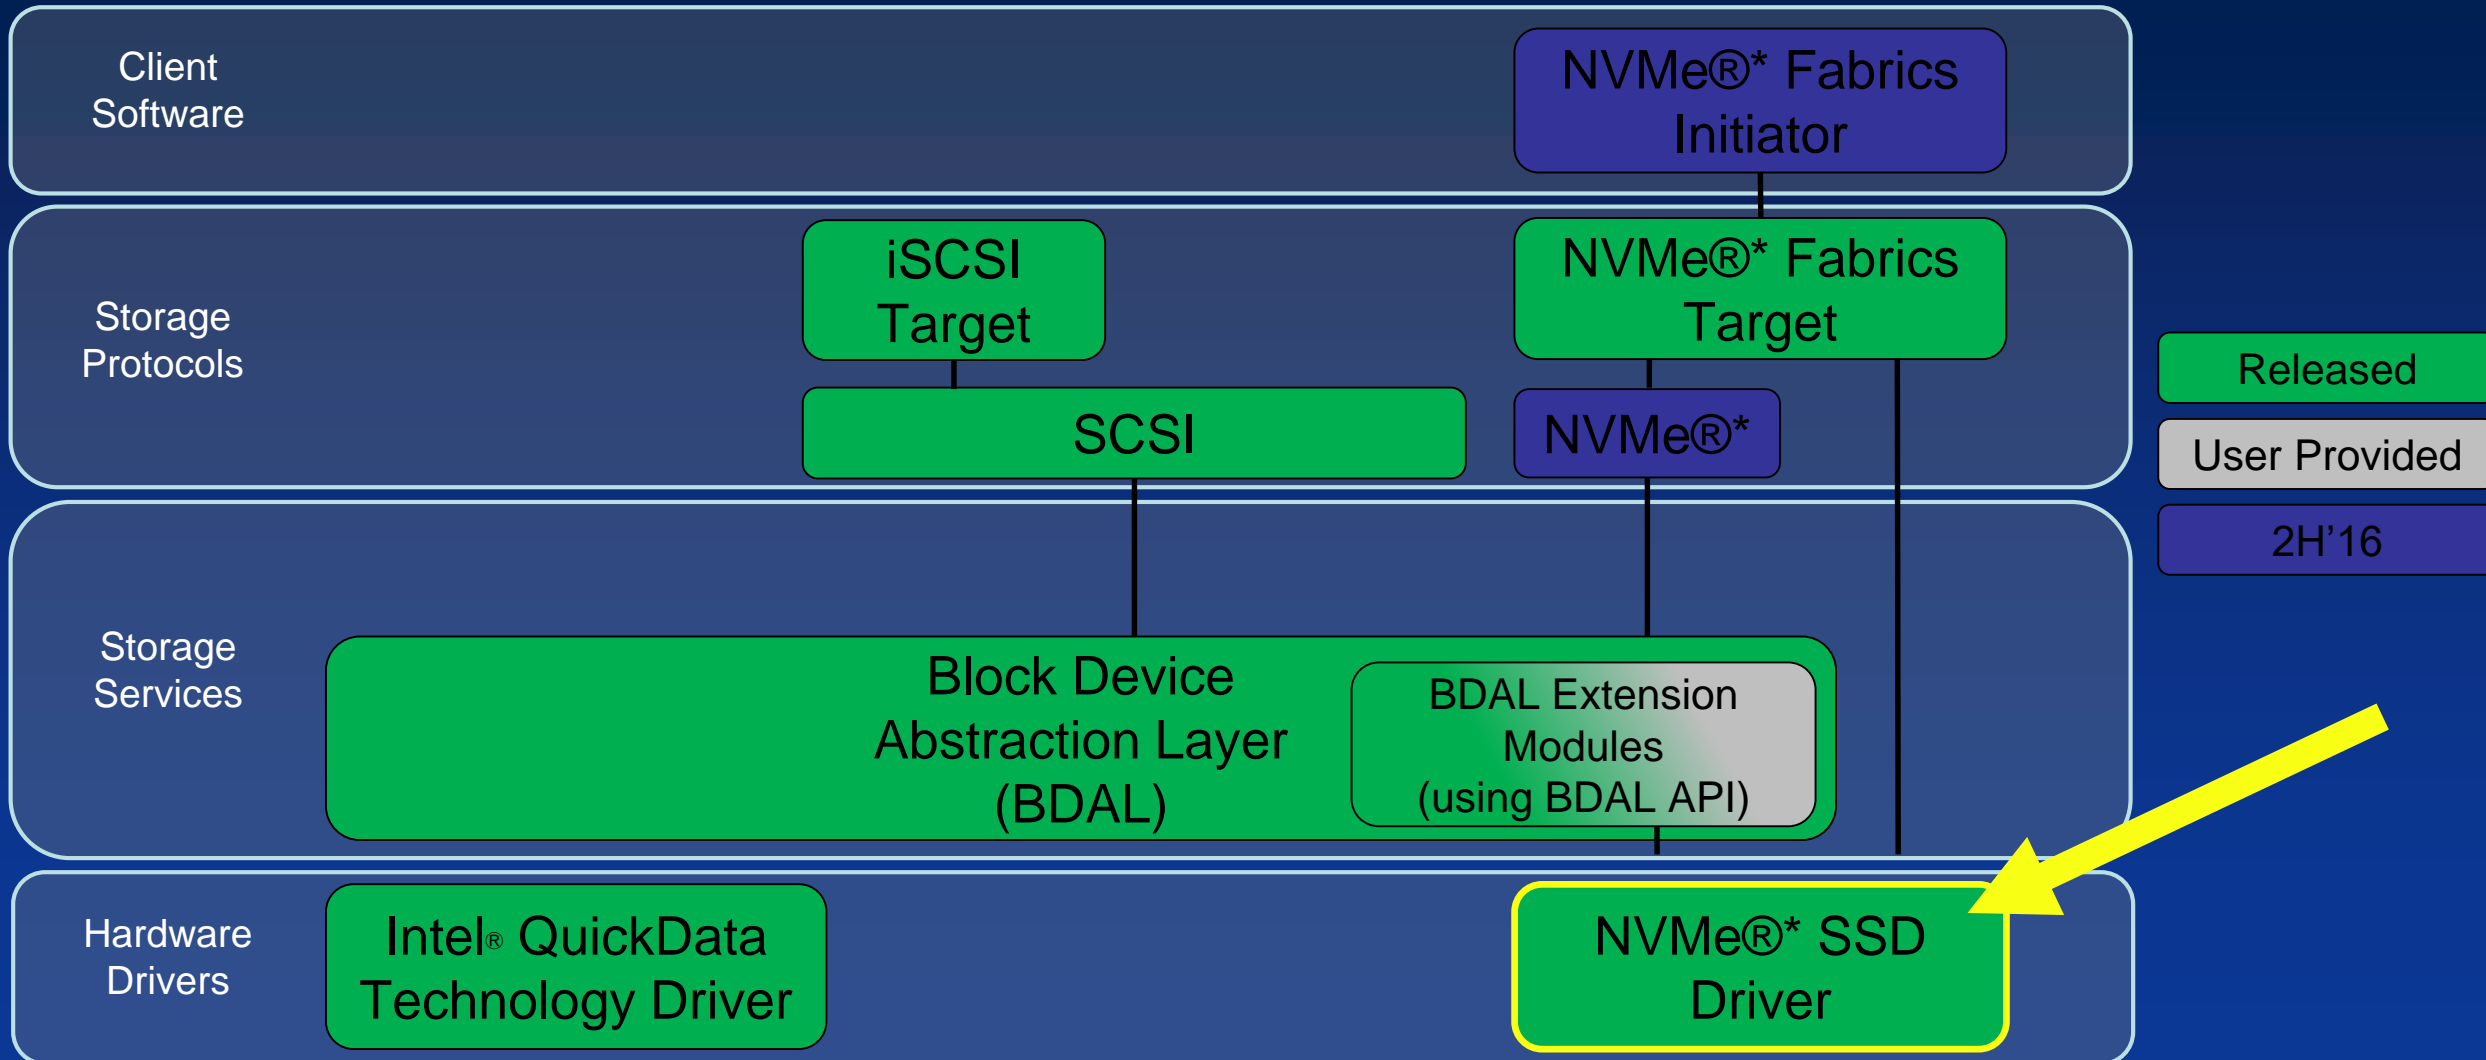 Client
Software
NVMe®* Fabrics
Initiator
Storage
Protocols
iSCSI
Target
NVMe®* Fabrics
Target
SCSI
NVMe®*
Released
User Provided
2H’16
Storage
Services
Block Device
Abstraction Layer
(BDAL)
BDAL Extension
Modules
(using BDAL API)
Hardware
Drivers
Intel® QuickData
Technology Driver
NVMe®* SSD
Driver